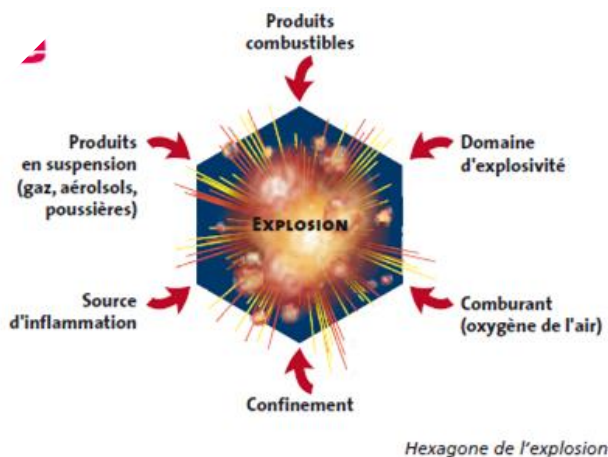 Produits
combustibles
Produits
en suspension
(gaz, aérolsols,
poussières)
Domaine
d'explosivité
EXPLOSION
Source
d'inflammation
Comburant
(oxygène de l'air)
Confinement
Hexagone de l'explosion